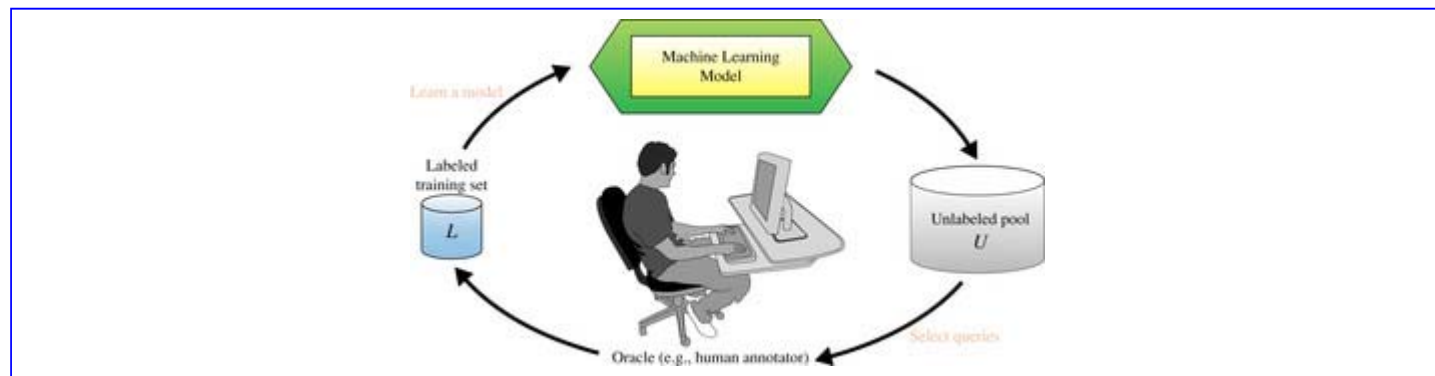 Machine Learning
Model
Learn a model
Labeled
training set
L
Unlabeled pool
U
Select queries
Oracle (e.g., human annotator)